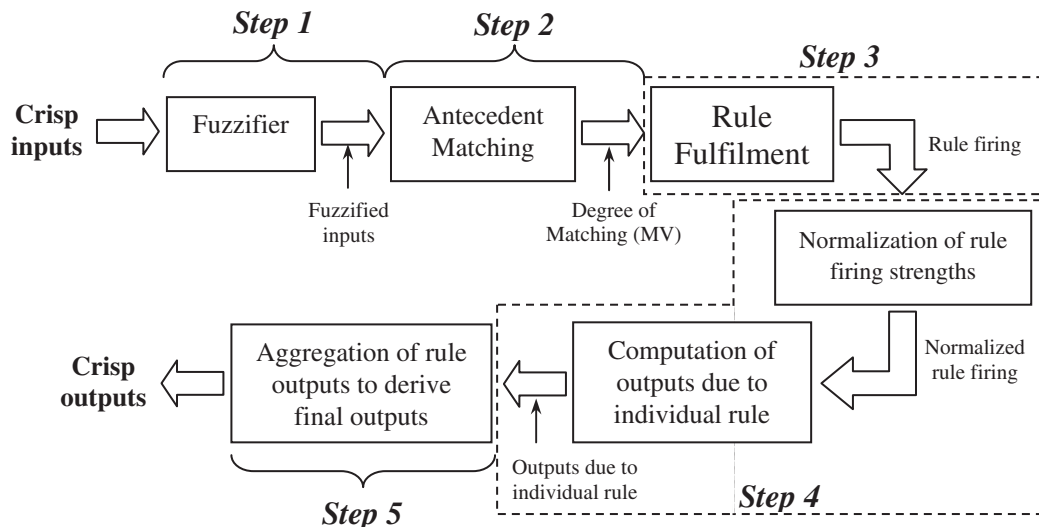 Step 1
Step 2
Step 3
Crisp
inputs
Fuzzifier
Antecedent
Matching
Rule
Fulfilment
Rule firing
Fuzzified
inputs
Degree of
Matching (MV)
Normalization of rule
firing strengths
Normalized
rule firing
Computation of
outputs due to
individual rule
Aggregation of rule
outputs to derive
final outputs
Crisp
outputs
Outputs due to
individual rule
Step 4
Step 5